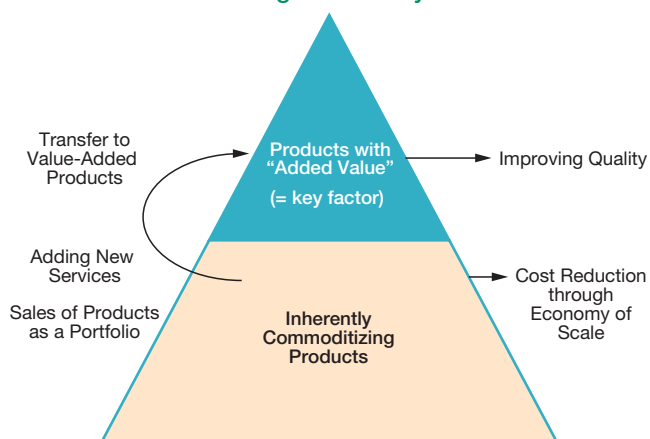 Transfer to
Value-Added
Products
Products with
“Added Value”
(= key factor)
Improving Quality
Adding New
Services
Sales of Products
as a Portfolio
Inherently
Commoditizing
Products
Cost Reduction
through
Economy of
Scale